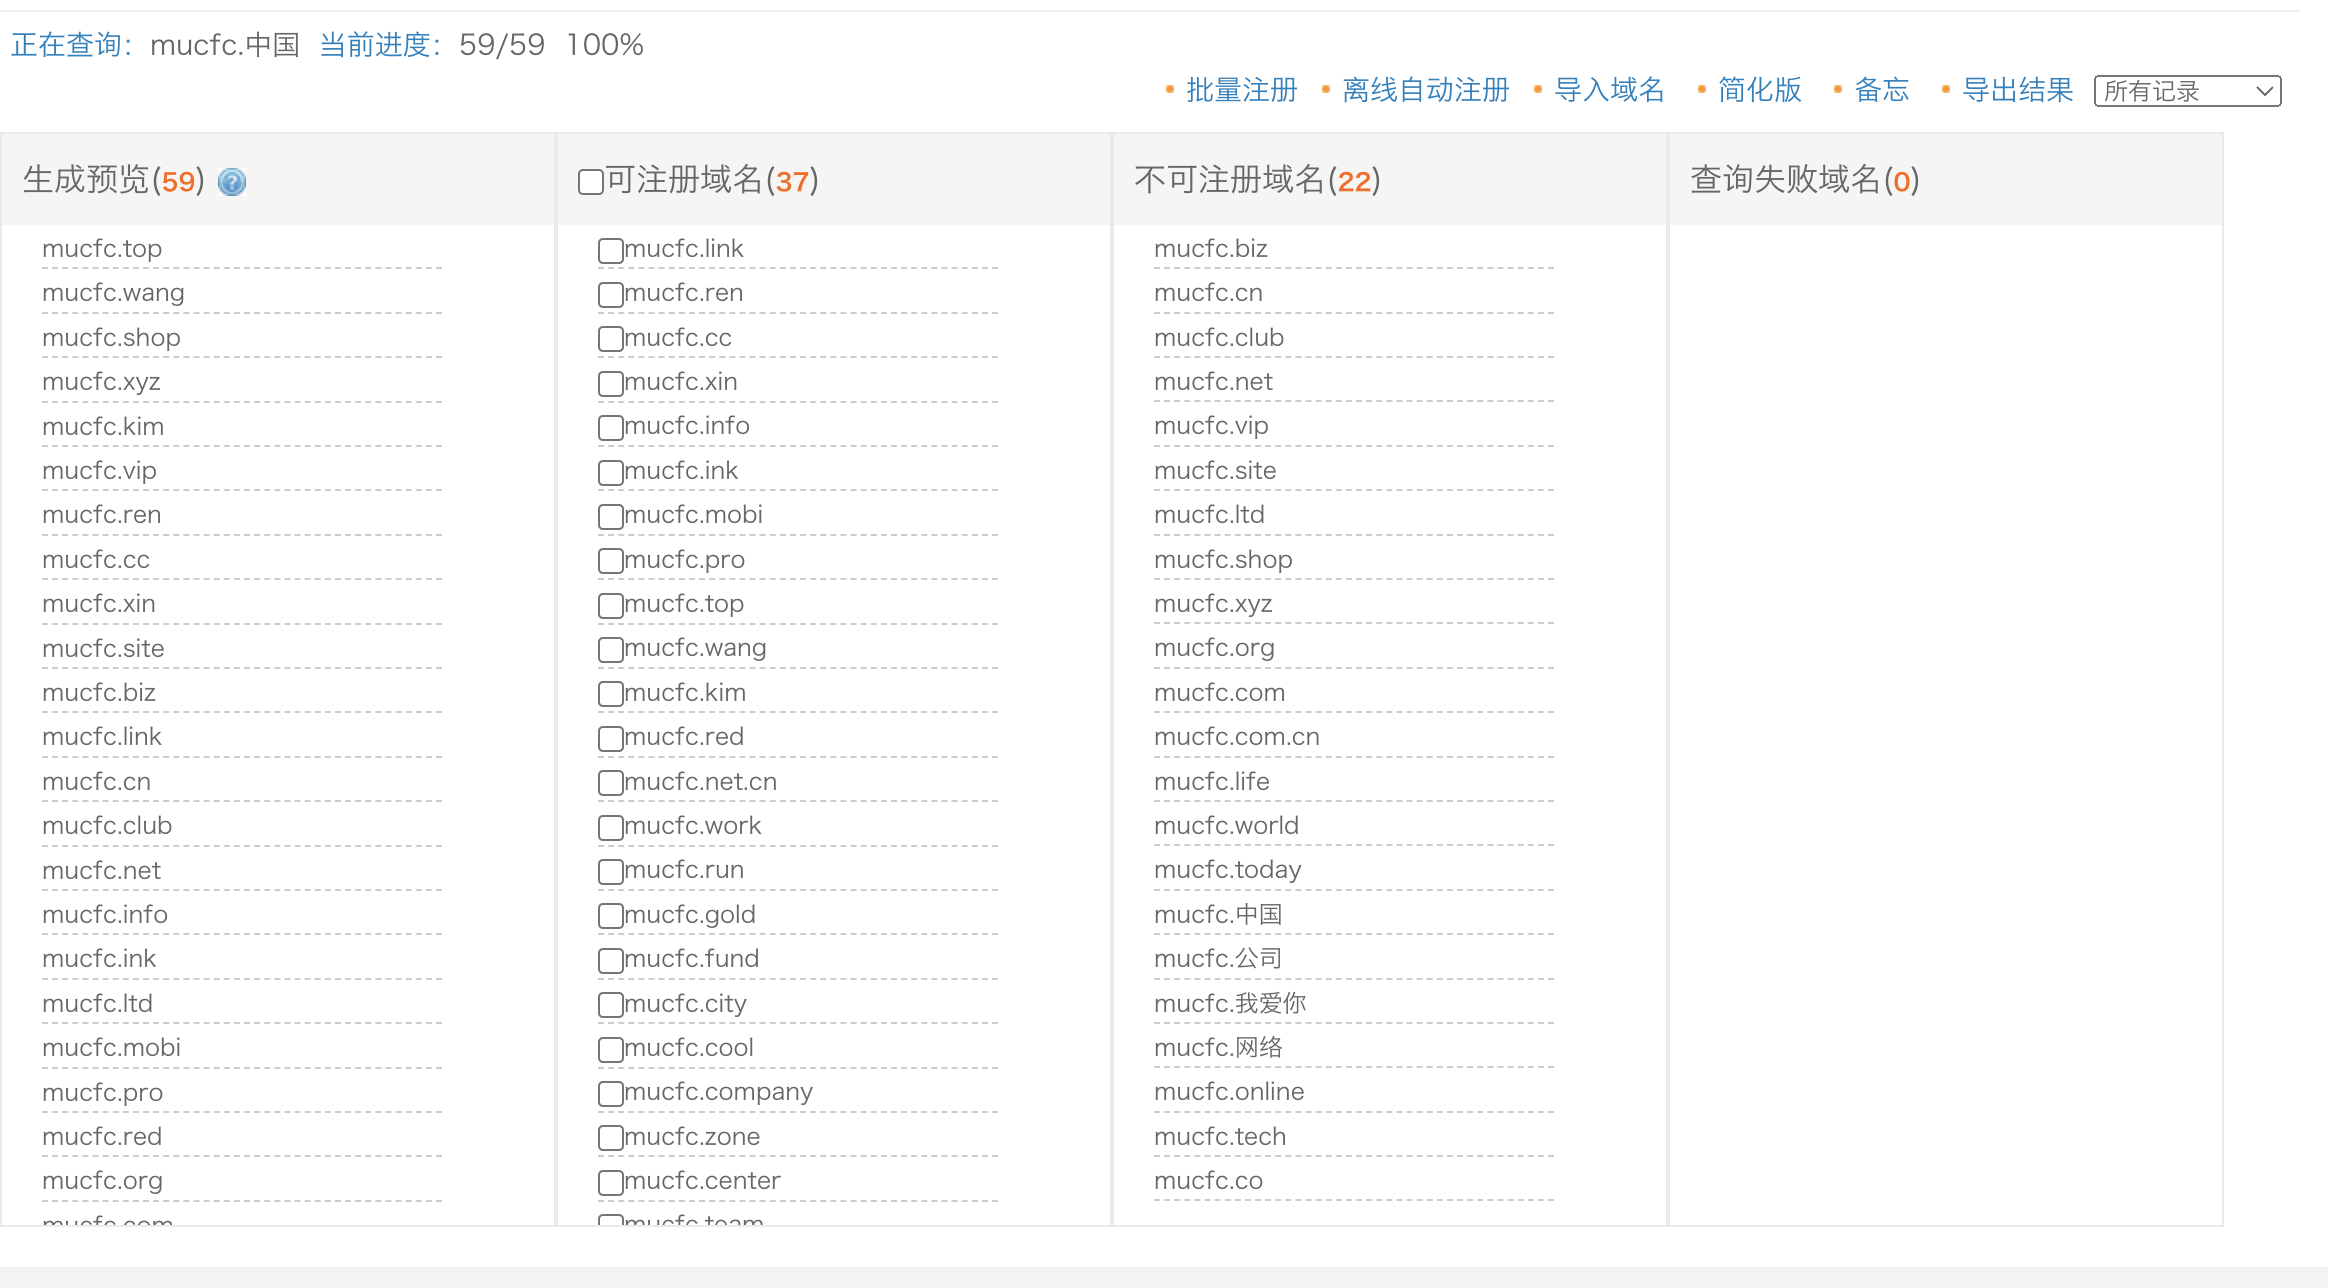 正在查询: mucfc.中国 当前进度: 59/59 100%
批量注册 离线自动注册 导入域名 简化版 备忘 导出结果 所有记录
生成预览(59)
mucfc.top
mucfc.wang
mucfc.shop
mucfc.xyz
mucfc.kim
mucfc.vip
mucfc.ren
mucfc.cc
mucfc.xin
mucfc.site
mucfc.biz
mucfc.link
mucfc.cn
mucfc.club
mucfc.net
mucfc.info
mucfc.ink
mucfc.ltd
mucfc.mobi
mucfc.pro
mucfc.red
mucfc.org
mucfc.com
可注册域名(37)
mucfc.link
mucfc.ren
mucfc.cc
mucfc.xin
mucfc.info
mucfc.ink
mucfc.mobi
mucfc.pro
mucfc.top
mucfc.wang
mucfc.kim
mucfc.red
mucfc.net.cn
mucfc.work
mucfc.run
mucfc.gold
mucfc.fund
mucfc.city
mucfc.cool
mucfc.company
mucfc.zone
mucfc.center
mucfc.team
不可注册域名(22)
mucfc.biz
mucfc.cn
mucfc.club
mucfc.net
mucfc.vip
mucfc.site
mucfc.ltd
mucfc.shop
mucfc.xyz
mucfc.org
mucfc.com
mucfc.com.cn
mucfc.life
mucfc.world
mucfc.today
mucfc.中国
mucfc.公司
mucfc.我爱你
mucfc.网络
mucfc.online
mucfc.tech
mucfc.co
查询失败域名(0)